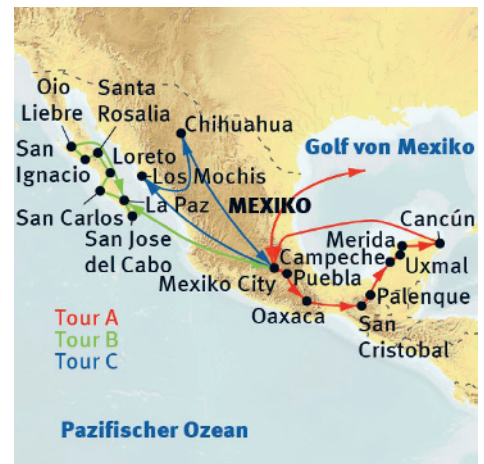 Oio
Liebre
Santa
Rosalia
Chihuahua
San
Ignacio
Loreto
Los Mochis
Golf von Mexiko
La Paz
MEXIKO
San Carlos
San Jose
del Cabo
Cancún
Merida
Campeche
Uxmal
Mexiko City
Puebla
Palenque
Oaxaca
San
Cristobal
Tour A
Tour B
Tour C
Pazifischer Ozean